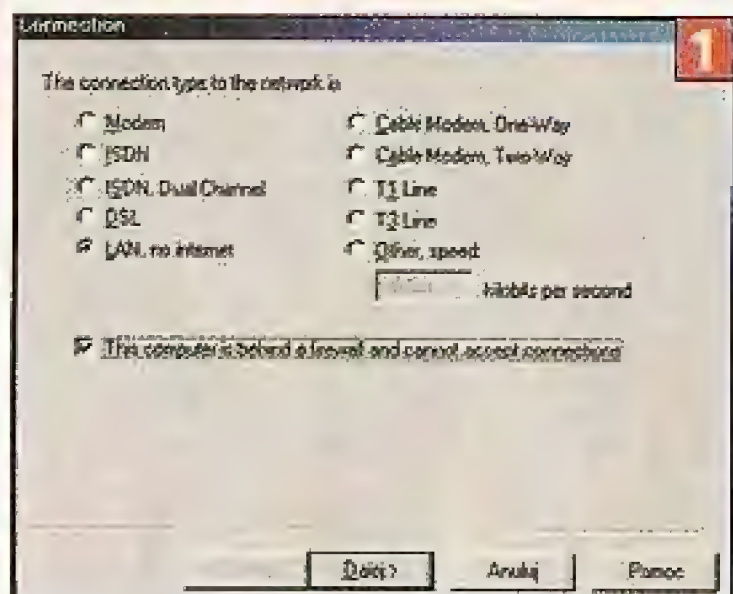 Connection
1
The connection type to the network is
Modem
ISDN
ISDN, Dual Channel
DSL
LAN, no internet
Cable Modem, One-Way
Cable Modem, Two-Way
T1 Line
T3 Line
Other, speed
kilobits per second
This computer is behind a firewall and cannot accept connections
Dalej >
Anuluj
Pomoc